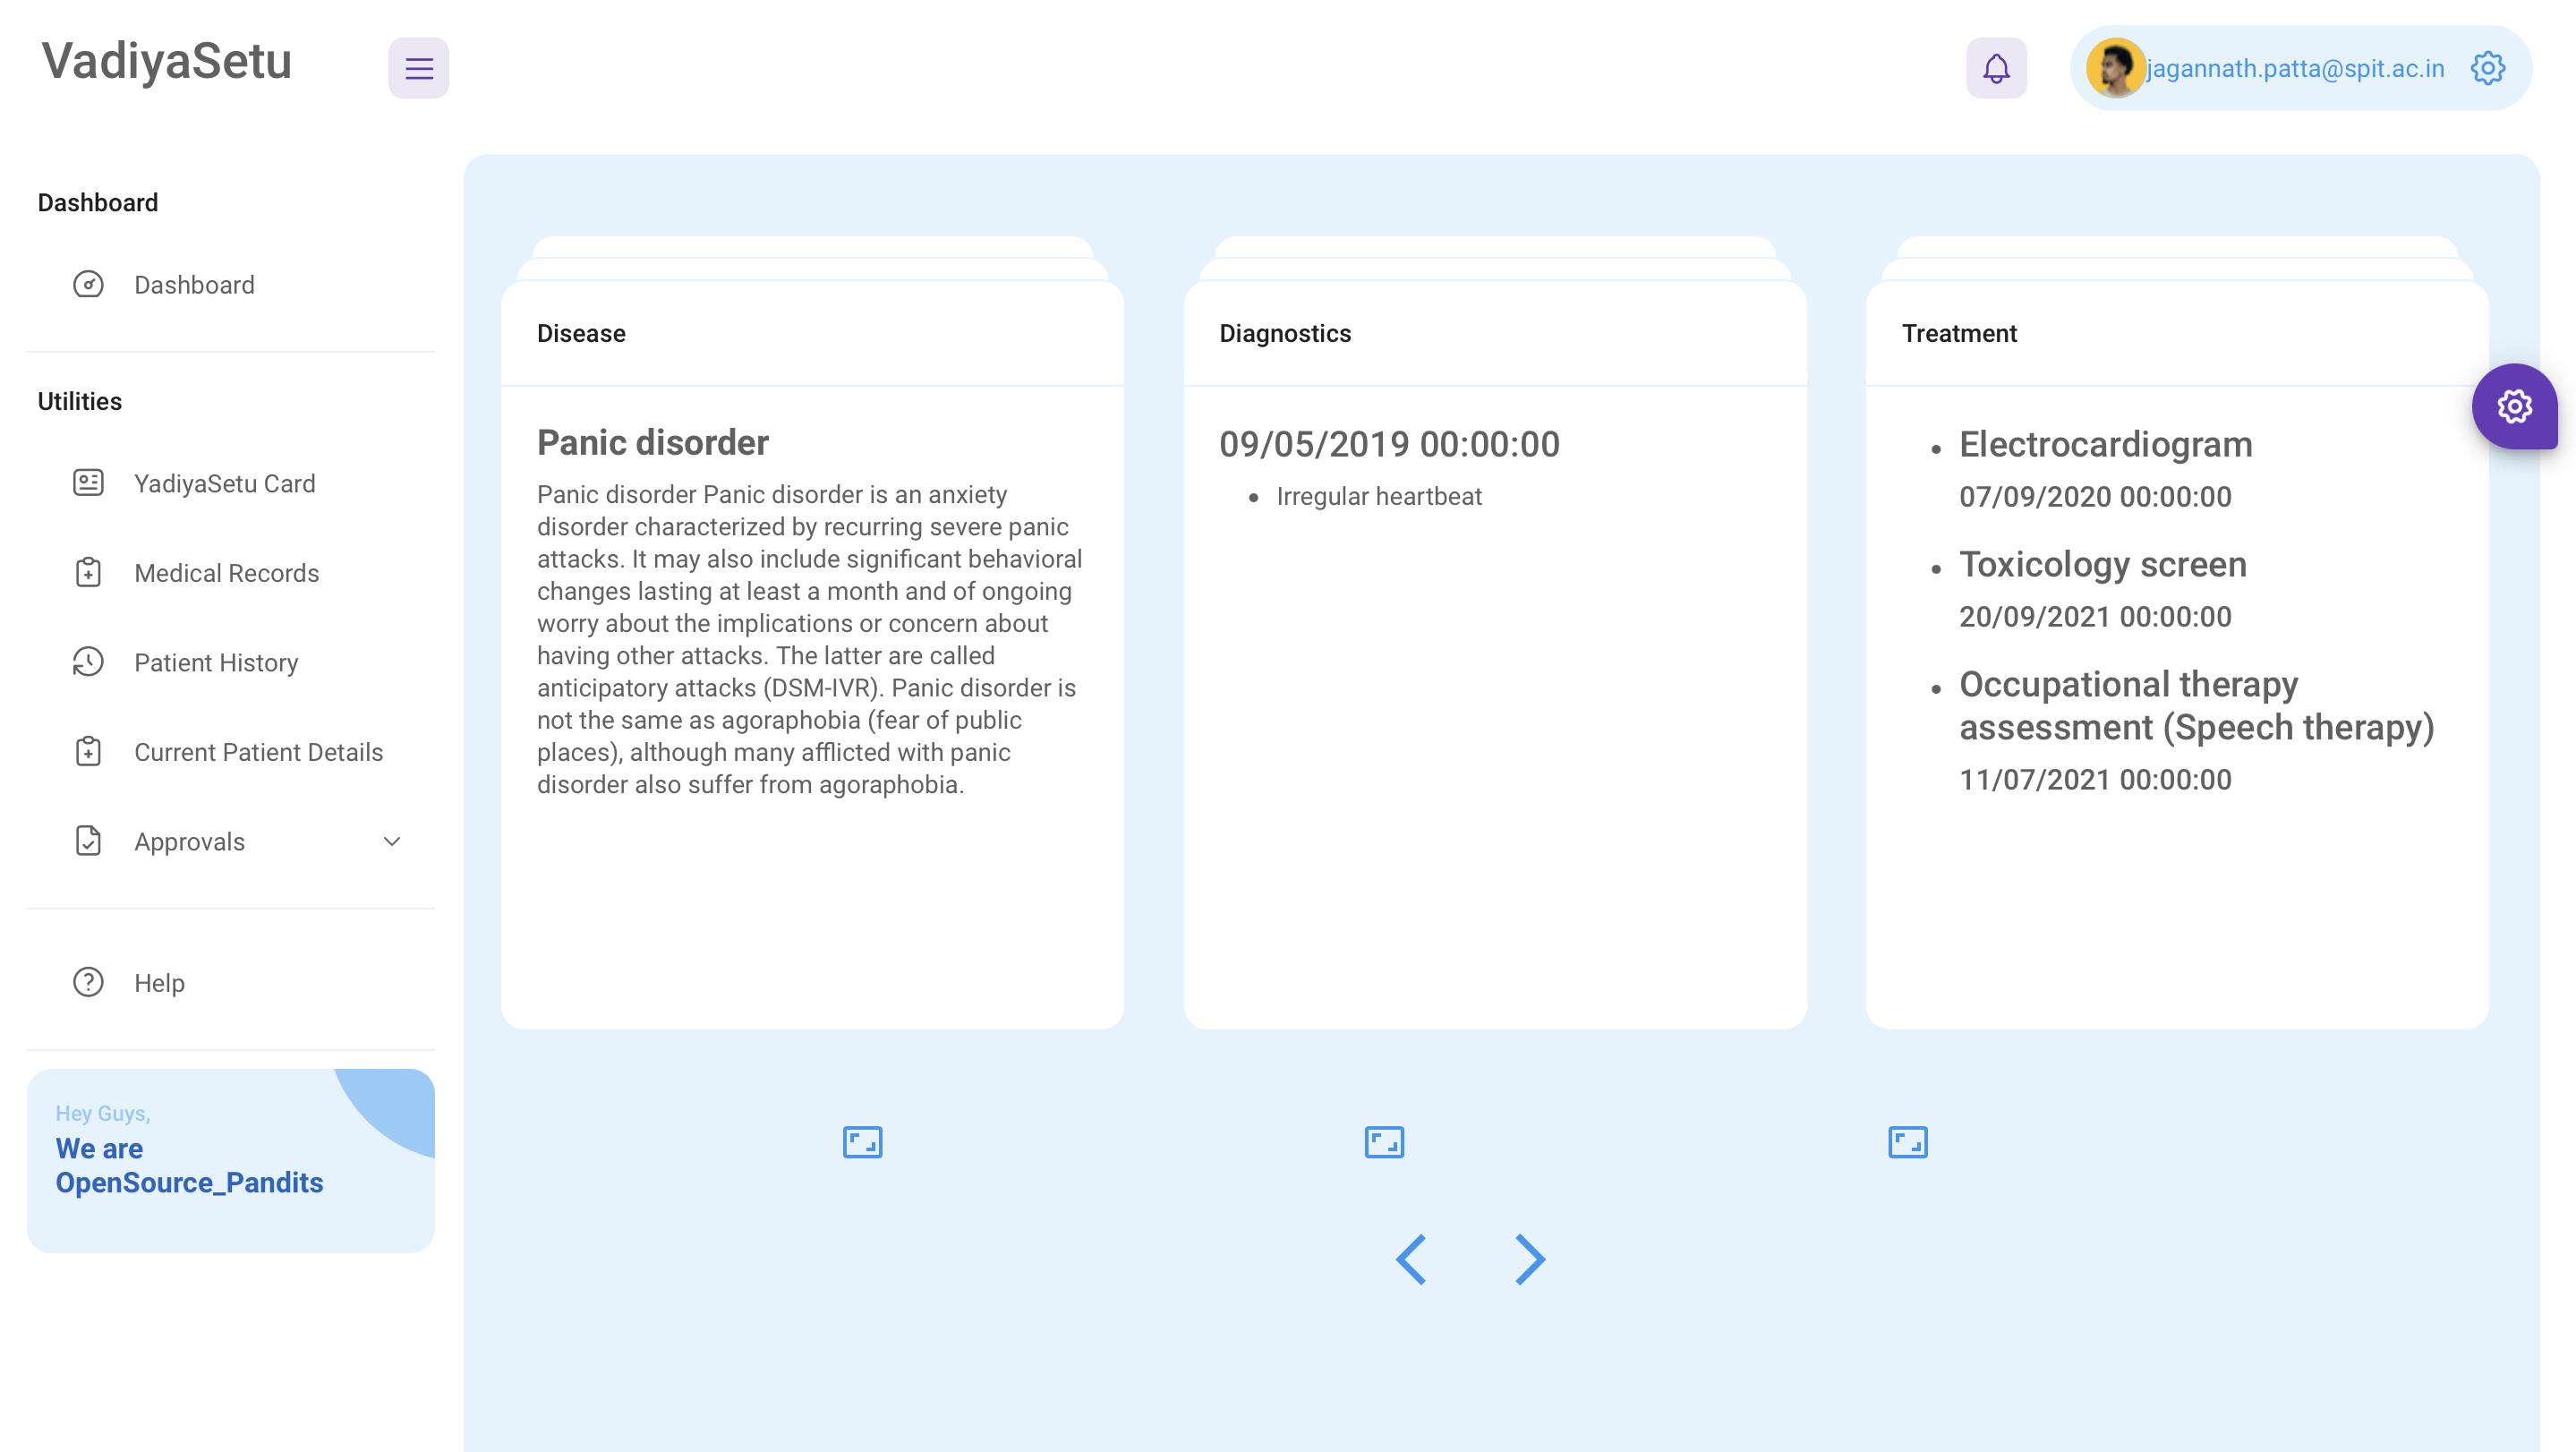 VadiyaSetu
jagannath.patta@spit.ac.in
Dashboard
Dashboard
Utilities
YadiyaSetu Card
Medical Records
Patient History
Current Patient Details
Approvals
Help
Hey Guys,
We are
OpenSource_Pandits
Disease
Panic disorder
Panic disorder Panic disorder is an anxiety
disorder characterized by recurring severe panic
attacks. It may also include significant behavioral
changes lasting at least a month and of ongoing
worry about the implications or concern about
having other attacks. The latter are called
anticipatory attacks (DSM-IVR). Panic disorder is
not the same as agoraphobia (fear of public
places), although many afflicted with panic
disorder also suffer from agoraphobia.
Diagnostics
09/05/2019 00:00:00
• Irregular heartbeat
Treatment
• Electrocardiogram
07/09/2020 00:00:00
• Toxicology screen
20/09/2021 00:00:00
• Occupational therapy
assessment (Speech therapy)
11/07/2021 00:00:00